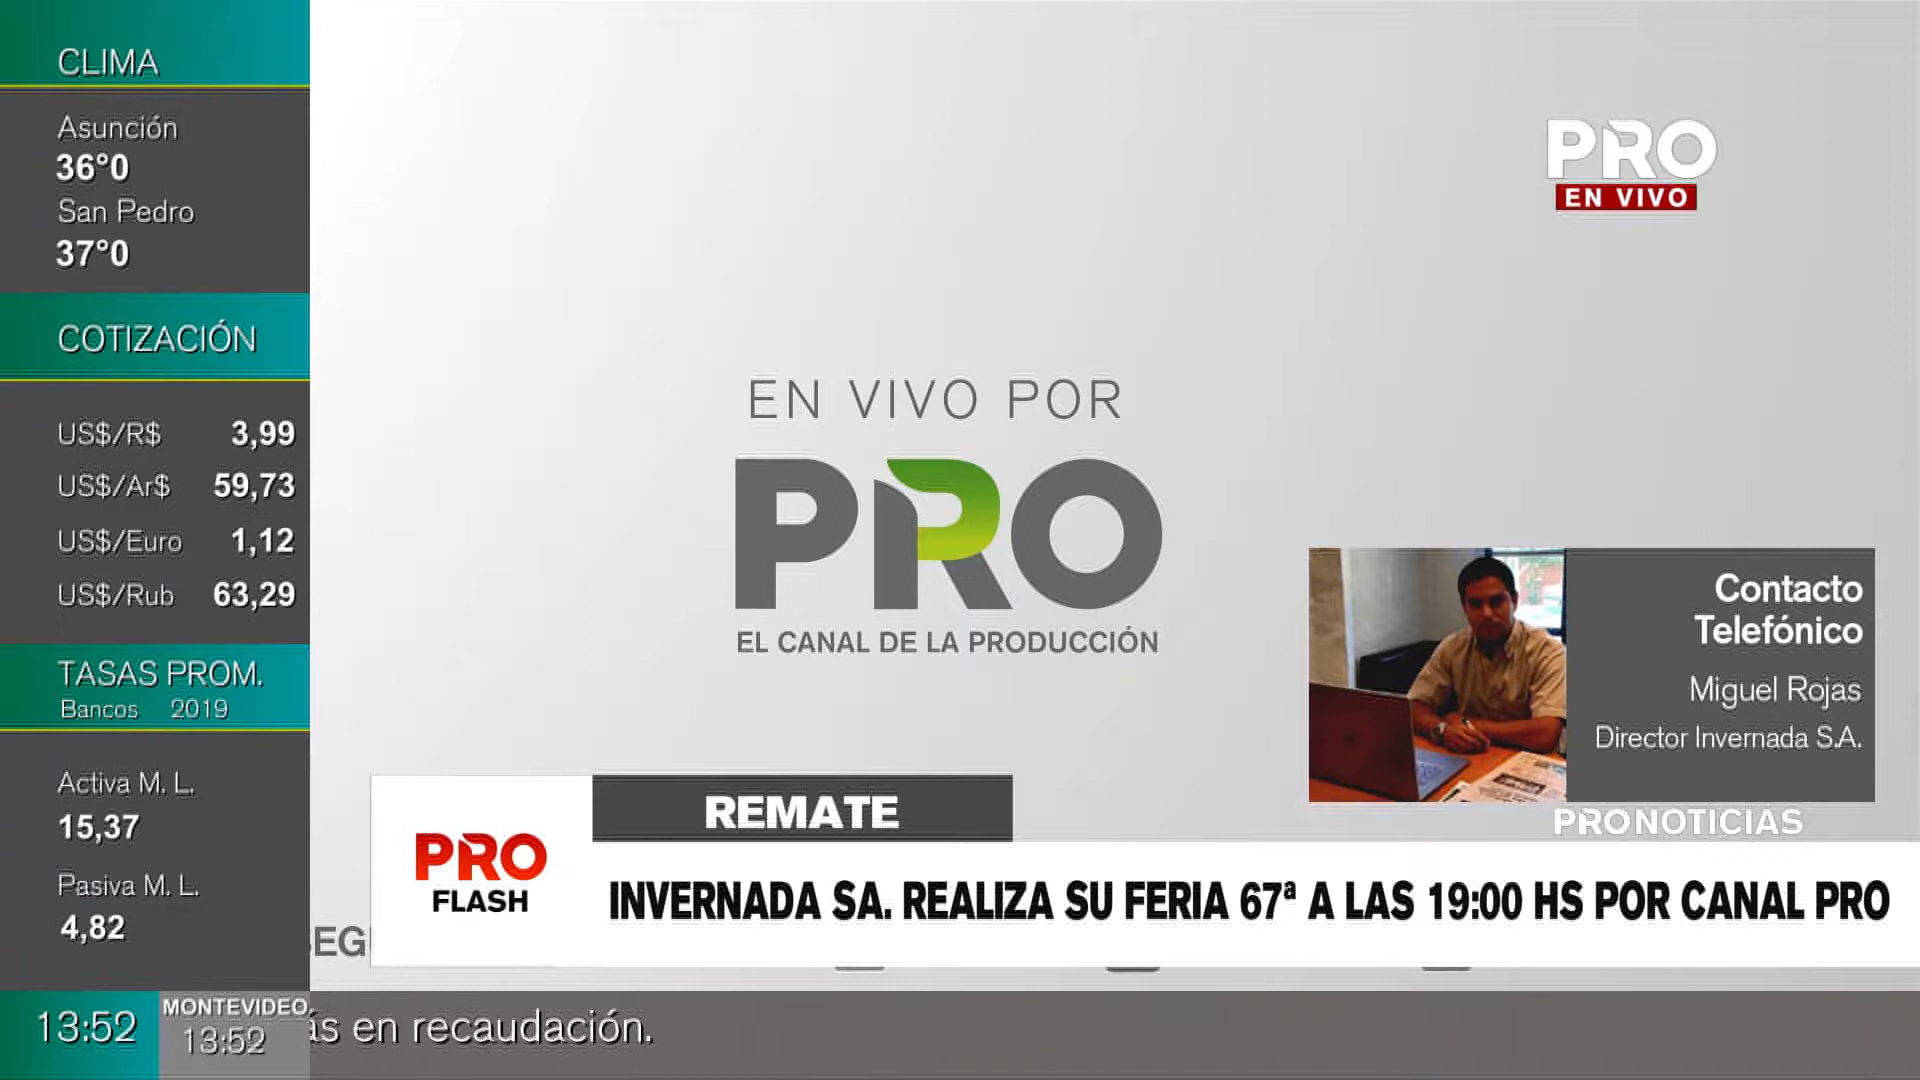 CLIMA
Asunción
36°0
San Pedro
37°0
COTIZACIÓN
US$/R$ 3,99
US$/Ar$ 59,73
US$/Euro 1,12
US$/Rub 63,29
TASAS PROM.
Bancos 2019
Activa M. L.
15,37
Pasiva M. L.
4,82
13:52
MONTEVIDEO
13:52
PRO
EN VIVO
EN VIVO POR
PRO
EL CANAL DE LA PRODUCCIÓN
Contacto
Telefónico
Miguel Rojas
Director Invernada S.A.
PRONOTICIAS
REMATE
PRO
FLASH
INVERNADA SA. REALIZA SU FERIA 67ª A LAS 19:00 HS POR CANAL PRO
en recaudación.